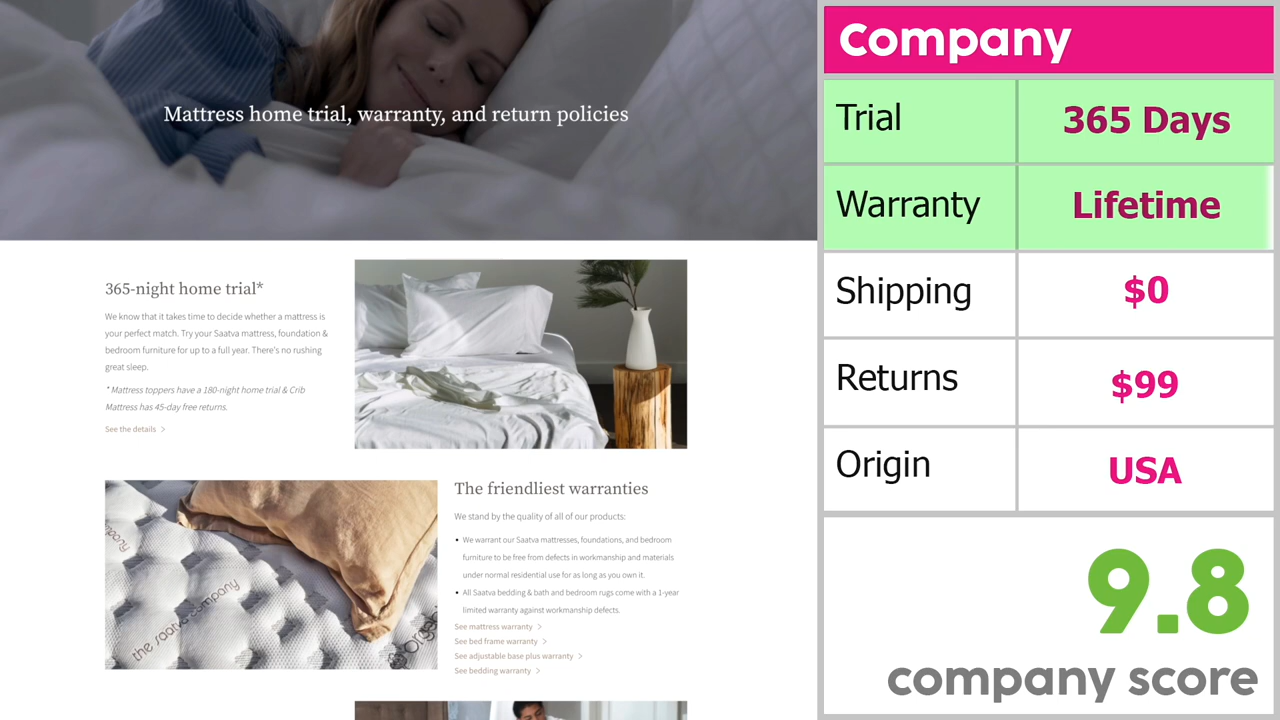 Mattress home trial, warranty, and return policies
365-night home trial*
We know that it takes time to decide whether a mattress is
your perfect match. Try your Saatva mattress, foundation &
bedroom furniture for up to a full year. There's no rushing
great sleep.
* Mattress toppers have a 180-night home trial & Crib
Mattress has 45-day free returns.
See the details >
company
the saatva company
Organ
The friendliest warranties
We stand by the quality of all of our products:
• We warrant our Saatva mattresses, foundations, and bedroom
furniture to be free from defects in workmanship and materials
under normal residential use for as long as you own it.
• All Saatva bedding & bath and bedroom rugs come with a 1-year
limited warranty against workmanship defects.
See mattress warranty >
See bed frame warranty >
See adjustable base plus warranty >
See bedding warranty >
Company
Trial 365 Days
Warranty Lifetime
Shipping $0
Returns $99
Origin USA
9.8
company score